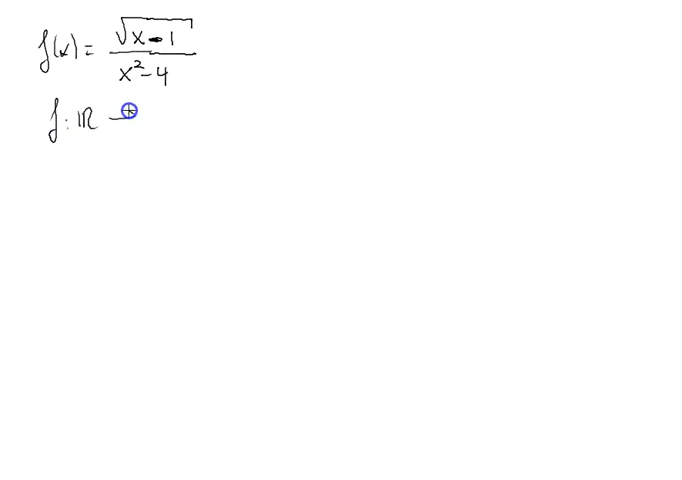 f(x) = √(x-1) / (x²-4)
f: ℝ →